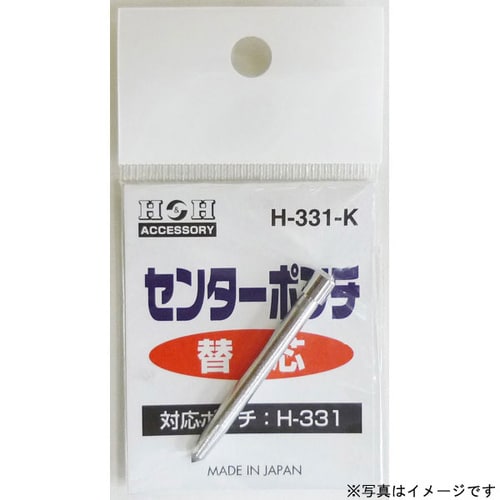 H&H
ACCESSORY
H-331-K
センターポンチ
替芯
対応ポンチ:H-331
MADE IN JAPAN
※写真はイメージです